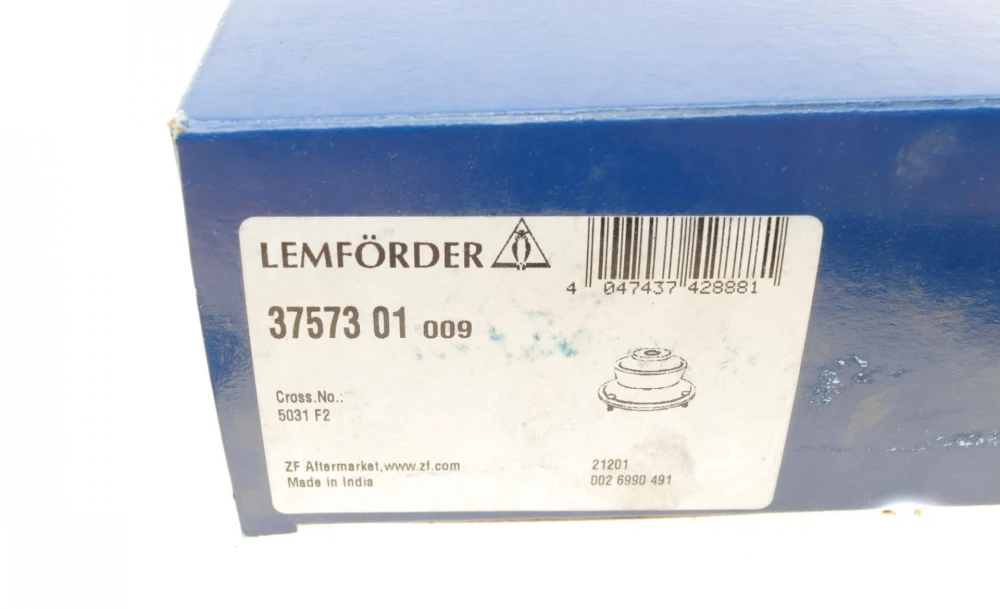 LEMFÖRDER
4 047437 428881
37573 01 009
Cross.No.:
5031 F2
ZF Aftermarket,www.zf.com
Made in India
21201
002 6990 491